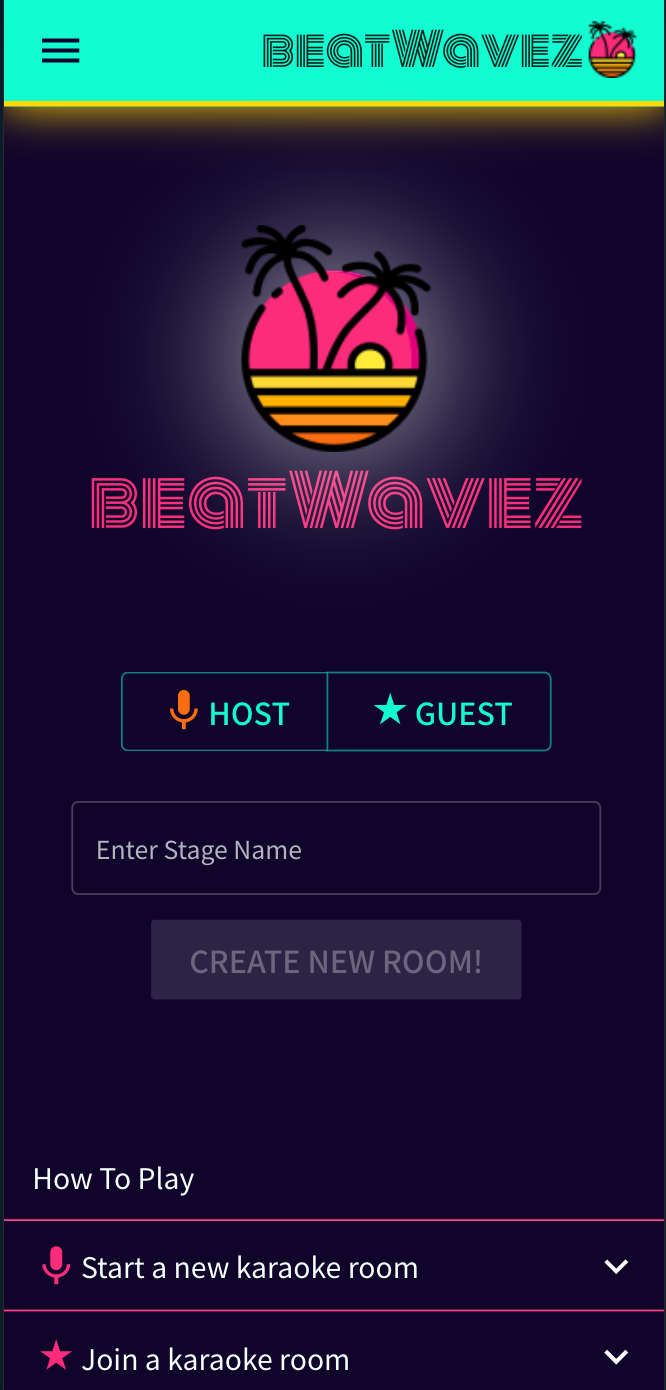 BEATWAVEZ
BEATWAVEZ
HOST
GUEST
Enter Stage Name
CREATE NEW ROOM!
How To Play
Start a new karaoke room
Join a karaoke room